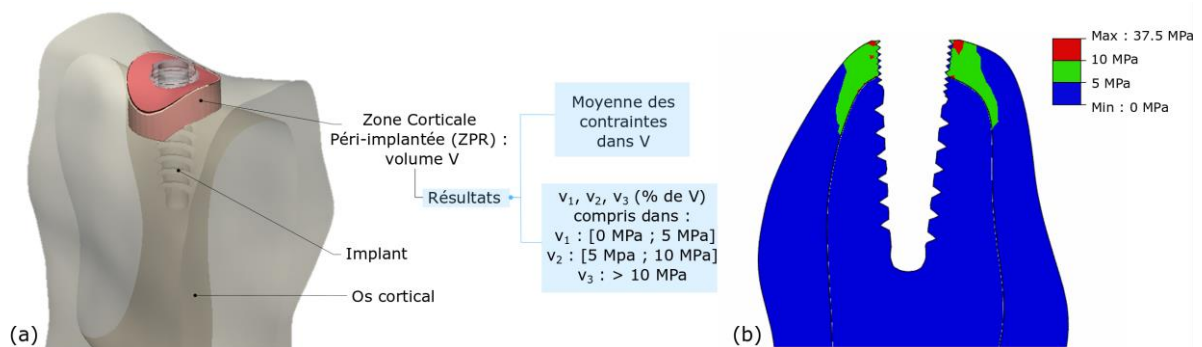 Zone Corticale
Péri-implantée (ZPR) :
volume V
Implant
Os cortical
(a)
Résultats
Moyenne des
contraintes
dans V
v₁, v₂, v₃ (% de V)
compris dans :
v₁ : [0 MPa ; 5 MPa]
v₂ : [5 Mpa ; 10 MPa]
v₃ : > 10 MPa
Max : 37.5 MPa
10 MPa
5 MPa
Min : 0 MPa
(b)